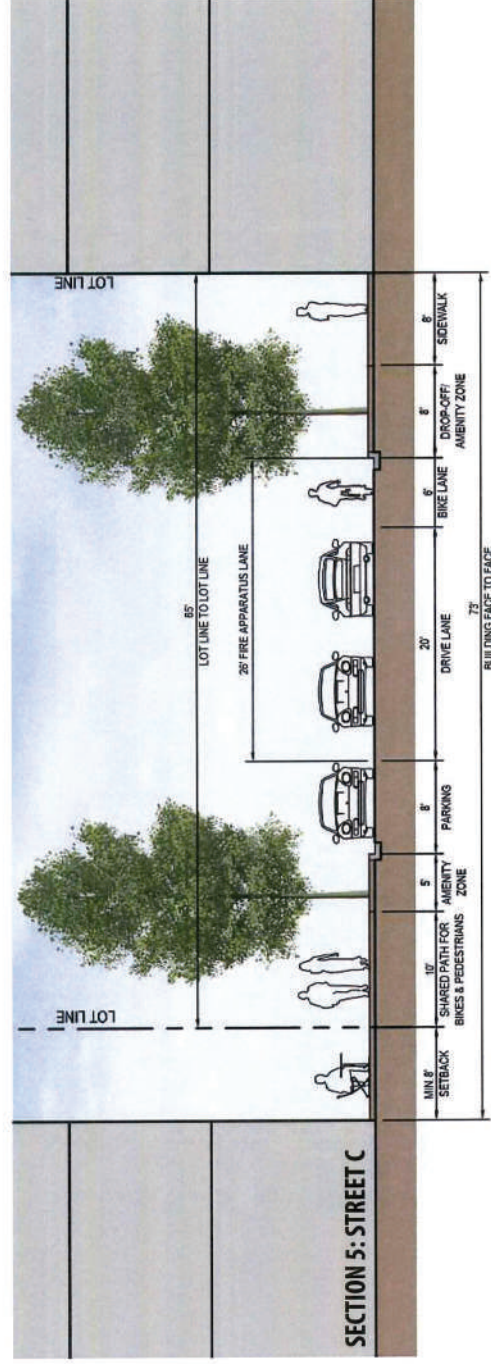 SECTION 5: STREET C
LOT LINE
LOT LINE
65'
LOT LINE TO LOT LINE
26' FIRE APPARATUS LANE
MIN. 8'
SETBACK
10'
SHARED PATH FOR
BIKES & PEDESTRIANS
5'
AMENITY
ZONE
8'
PARKING
20'
DRIVE LANE
6'
BIKE LANE
8'
DROP-OFF/
AMENITY ZONE
8'
SIDEWALK
73'
BUILDING FACE TO FACE